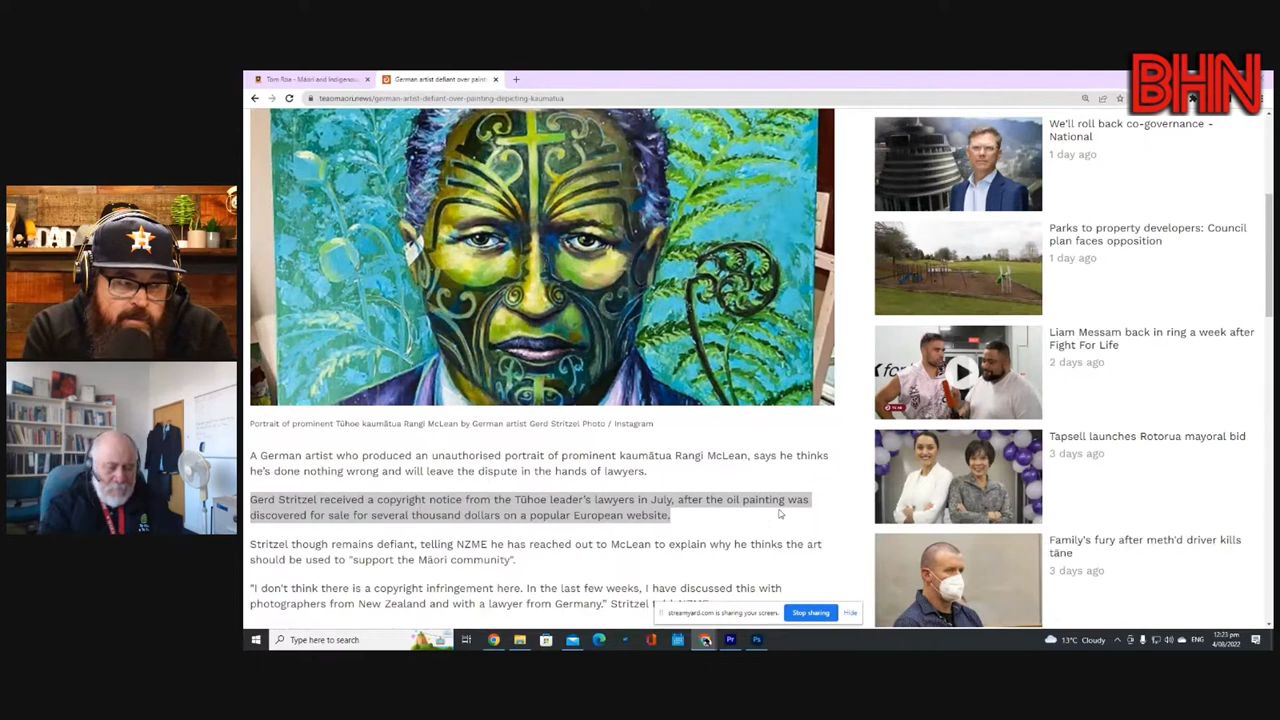 BHN
Tom Roa - Māori and Indigenou
German artist defiant over paint
teaomaori.news/german-artist-defiant-over-painting-depicting-kaumatua
DAD
Portrait of prominent Tūhoe kaumātua Rangi McLean by German artist Gerd Stritzel Photo / Instagram
A German artist who produced an unauthorised portrait of prominent kaumātua Rangi McLean, says he thinks
he's done nothing wrong and will leave the dispute in the hands of lawyers.
Gerd Stritzel received a copyright notice from the Tūhoe leader's lawyers in July, after the oil painting was
discovered for sale for several thousand dollars on a popular European website.
Stritzel though remains defiant, telling NZME he has reached out to McLean to explain why he thinks the art
should be used to "support the Māori community".
"I don't think there is a copyright infringement here. In the last few weeks, I have discussed this with
photographers from New Zealand and with a lawyer from Germany." Stritzel
We'll roll back co-governance -
National
1 day ago
Parks to property developers: Council
plan faces opposition
1 day ago
Liam Messam back in ring a week after
Fight For Life
2 days ago
Tapsell launches Rotorua mayoral bid
3 days ago
Family's fury after meth'd driver kills
tāne
3 days ago
streamyard.com is sharing your screen.
Stop sharing
Hide
Type here to search
Pr
Ps
13°C Cloudy
12:23 pm
4/08/2022